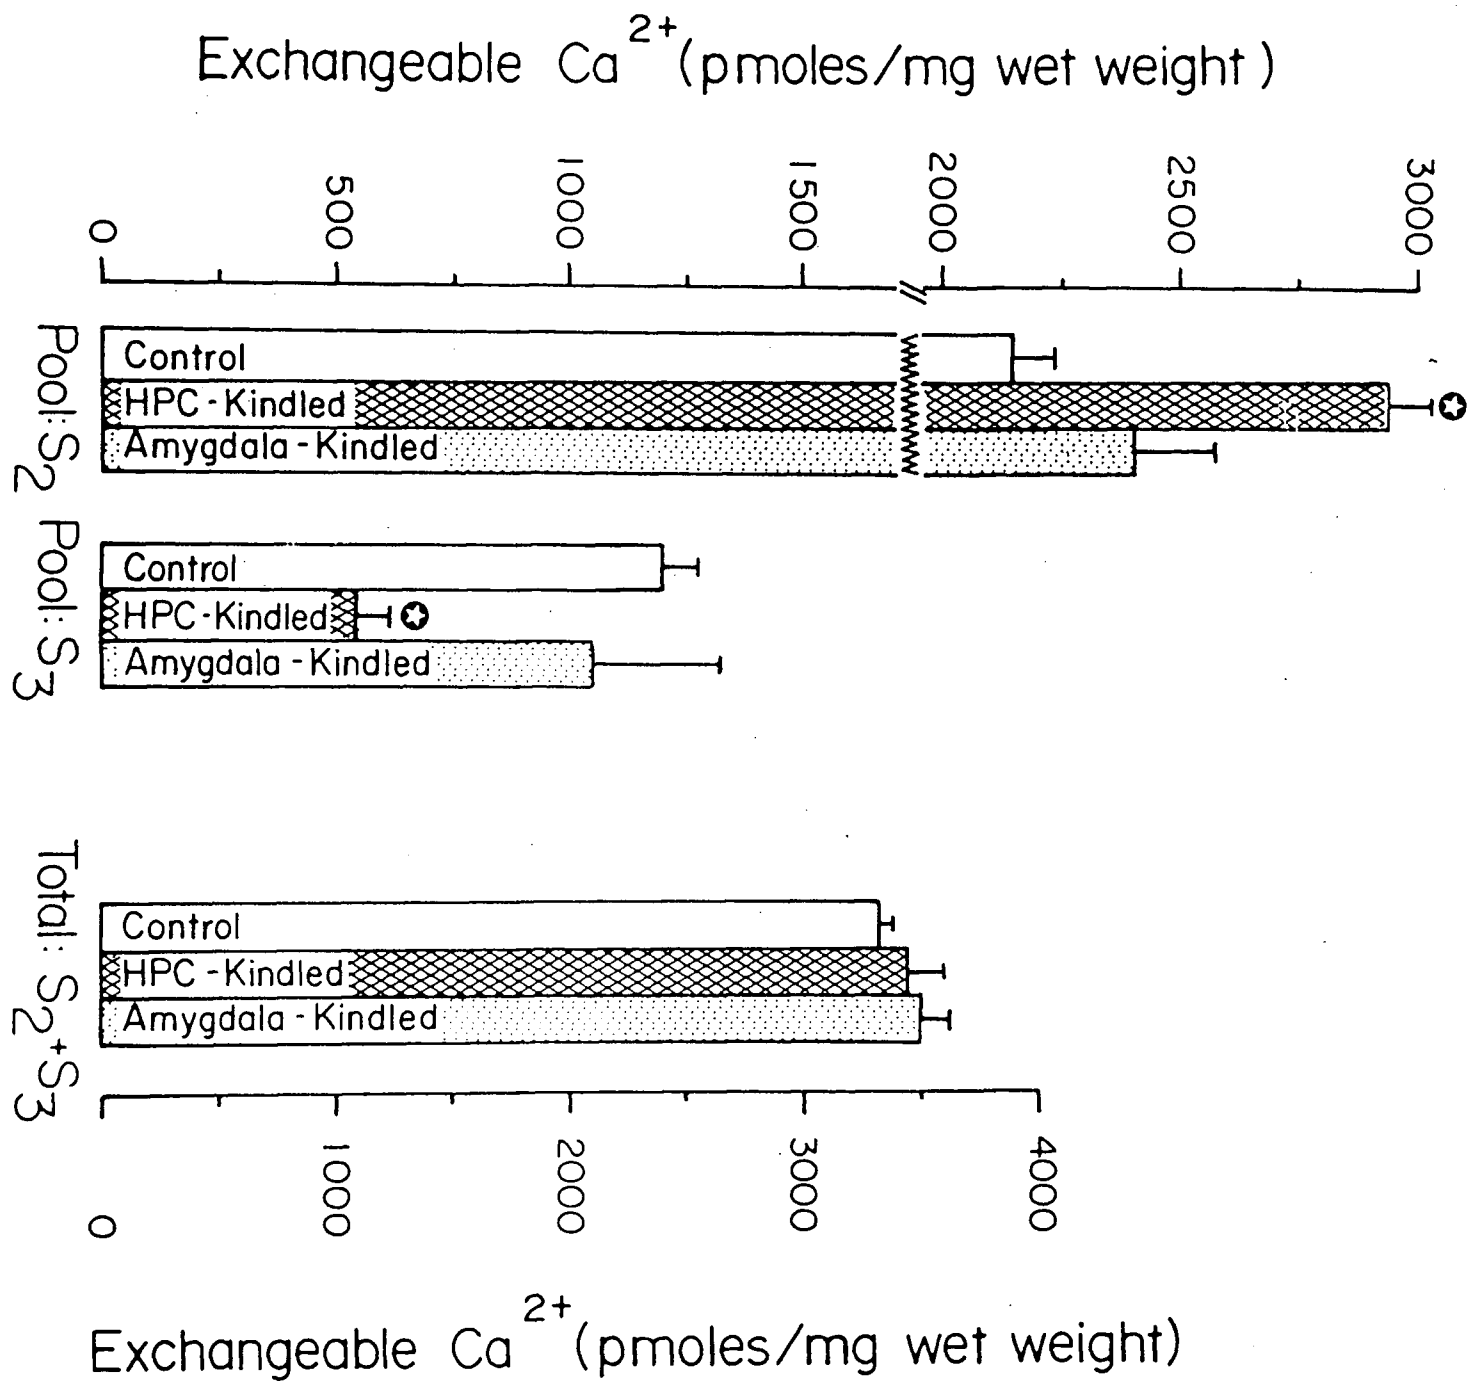 Exchangeable Ca2+ (pmoles/mg wet weight)
0 500 1000 1500 2000 2500 3000
Pool: S2
Control
HPC-Kindled
Amygdala-Kindled
Pool: S3
Control
HPC-Kindled
Amygdala-Kindled
Total: S2+S3
Control
HPC-Kindled
Amygdala-Kindled
0 1000 2000 3000 4000
Exchangeable Ca2+ (pmoles/mg wet weight)